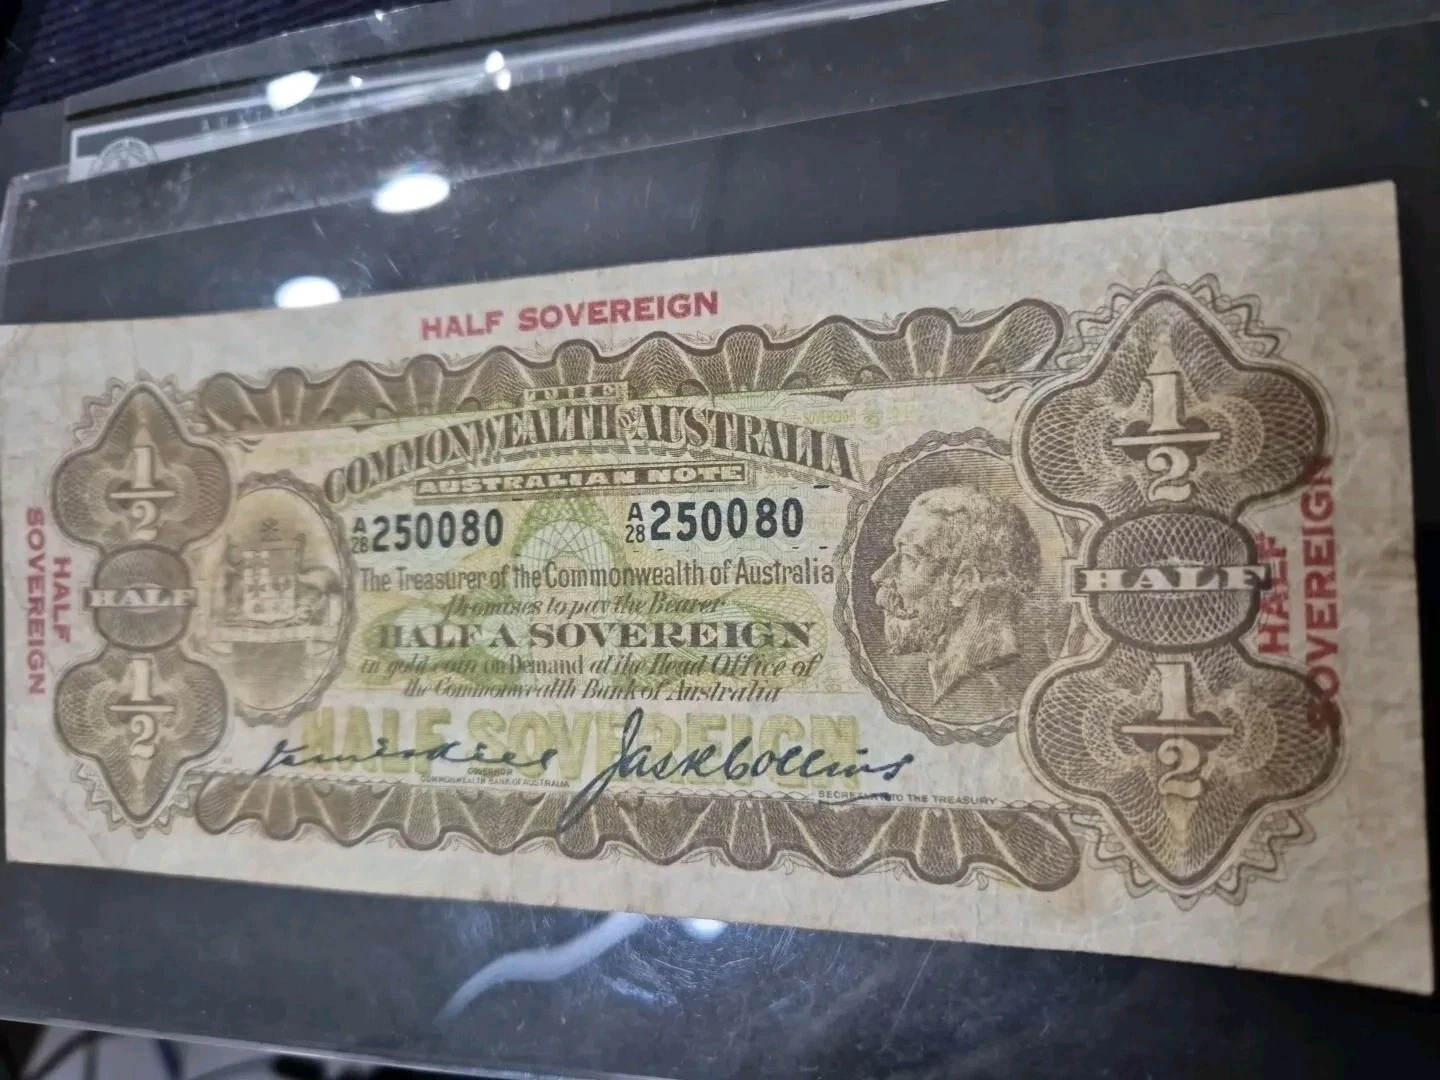 HALF SOVEREIGN
THE
COMMONWEALTH OF AUSTRALIA
AUSTRALIAN NOTE
A/28 250080
A/28 250080
The Treasurer of the Commonwealth of Australia
promises to pay the Bearer
HALF A SOVEREIGN
in gold coin on Demand at the Head Office of
the Commonwealth Bank of Australia
HALF SOVEREIGN
Jas R Collins
GOVERNOR
COMMONWEALTH BANK OF AUSTRALIA
SECRETARY TO THE TREASURY
1/2
HALF
1/2
1/2
HALF
1/2
HALF
SOVEREIGN
HALF
SOVEREIGN